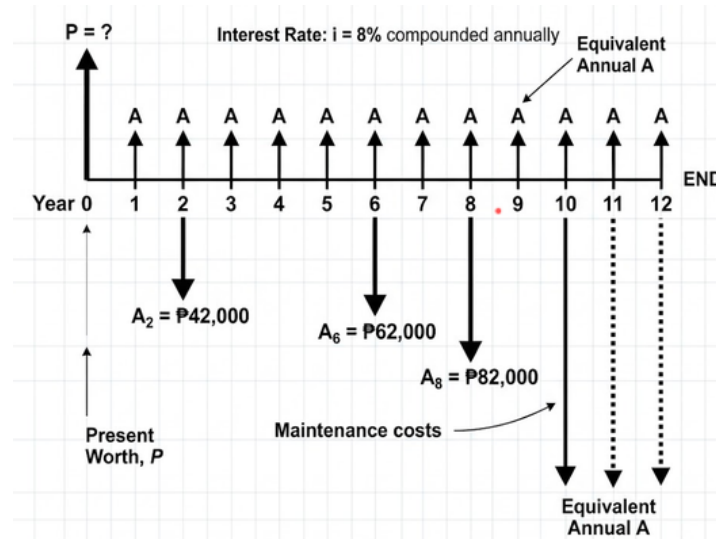 P = ?
Interest Rate: i = 8% compounded annually
Equivalent
Annual A
A A A A A A A A A A A A
END
Year 0 1 2 3 4 5 6 7 8 9 10 11 12
A₂ = ₱42,000
A₆ = ₱62,000
A₈ = ₱82,000
Maintenance costs
Present
Worth, P
Equivalent
Annual A